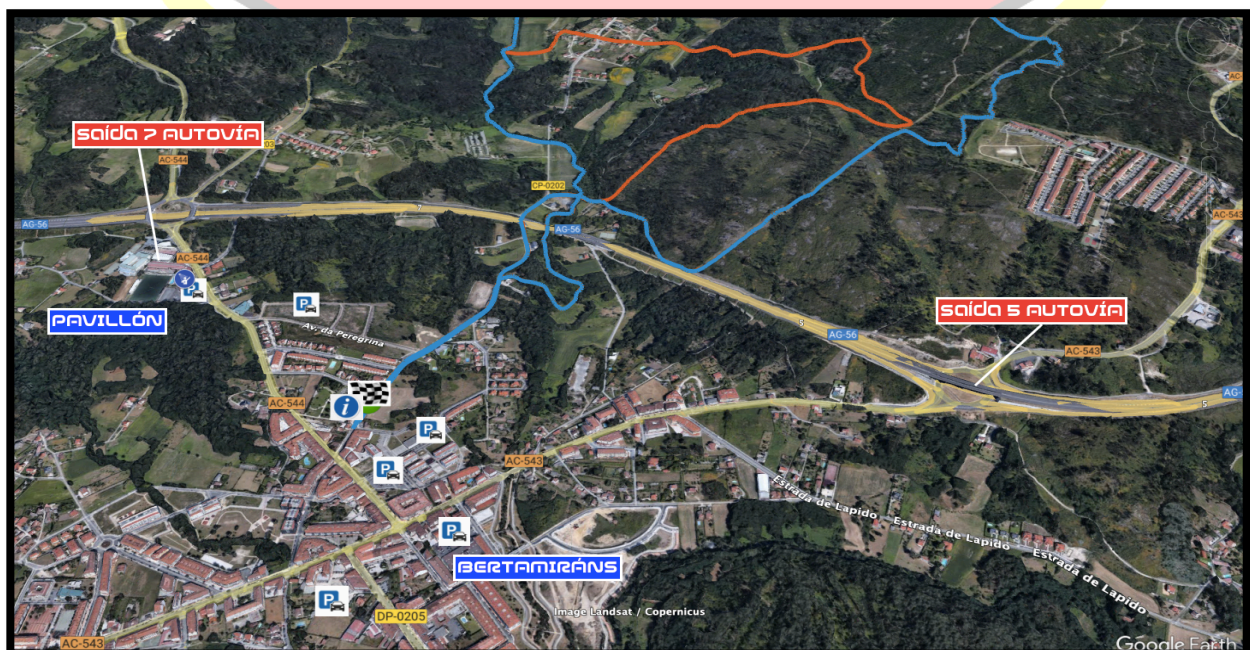 saída 7 AUTOVÍA
AC-544
AG-56
7
CP-0202
AG-56
AC-543
AC-544
P
PAVILLÓN
P
Av. da Peregrina
saída 5 AUTOVÍA
5
AG-56
AC-543
5
i
AC-544
P
AC-543
P
Estrada de Lapido
Estrada de Lapido
Estrada de Lapido
P
BERTAMIRÁNS
P
Image Landsat / Copernicus
DP-0205
AC-543
Google Earth